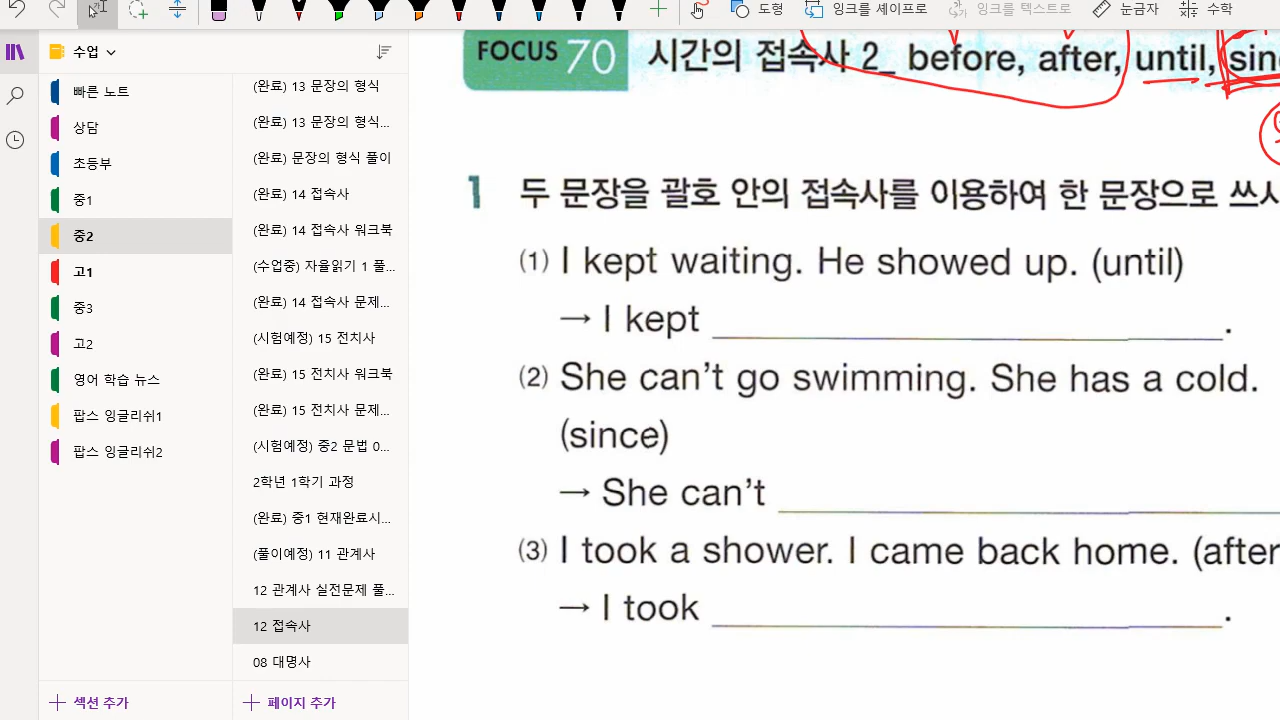 도형
잉크를 셰이프로
잉크를 텍스트로
눈금자
수학
수업
빠른 노트
상담
초등부
중1
중2
고1
중3
고2
영어 학습 뉴스
팝스 잉글리쉬1
팝스 잉글리쉬2
섹션 추가
(완료) 13 문장의 형식
(완료) 13 문장의 형식...
(완료) 문장의 형식 풀이
(완료) 14 접속사
(완료) 14 접속사 워크북
(수업중) 자율읽기 1 풀...
(완료) 14 접속사 문제...
(시험예정) 15 전치사
(완료) 15 전치사 워크북
(완료) 15 전치사 문제...
(시험예정) 중2 문법 0...
2학년 1학기 과정
(완료) 중1 현재완료시...
(풀이예정) 11 관계사
12 관계사 실전문제 풀...
12 접속사
08 대명사
페이지 추가
FOCUS 70 시간의 접속사 2_ before, after, until, sin
1 두 문장을 괄호 안의 접속사를 이용하여 한 문장으로 쓰시
(1) I kept waiting. He showed up. (until)
→ I kept .
(2) She can't go swimming. She has a cold.
(since)
→ She can't
(3) I took a shower. I came back home. (after
→ I took .